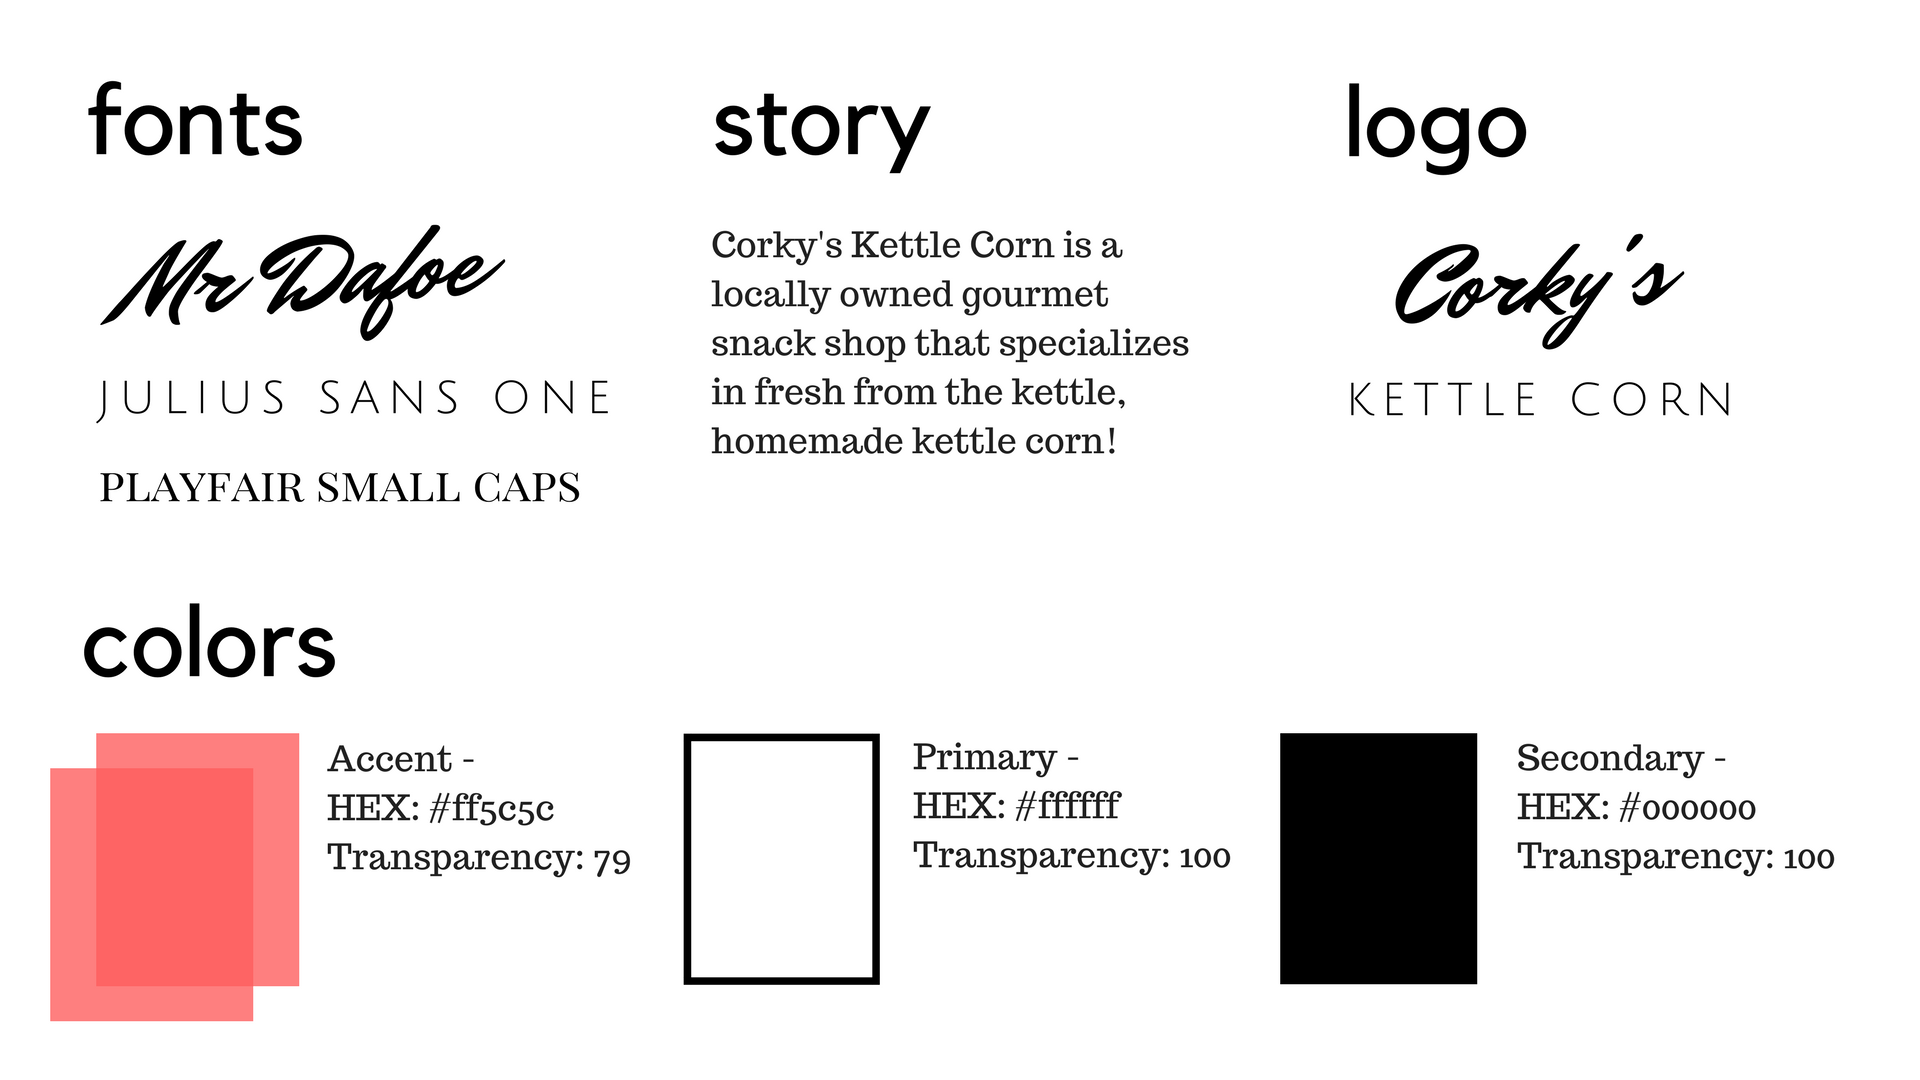 fonts
Mr Dafoe
JULIUS SANS ONE
PLAYFAIR SMALL CAPS
story
Corky's Kettle Corn is a
locally owned gourmet
snack shop that specializes
in fresh from the kettle,
homemade kettle corn!
logo
Corky's
KETTLE CORN
colors
Accent -
HEX: #ff5c5c
Transparency: 79
Primary -
HEX: #ffffff
Transparency: 100
Secondary -
HEX: #000000
Transparency: 100